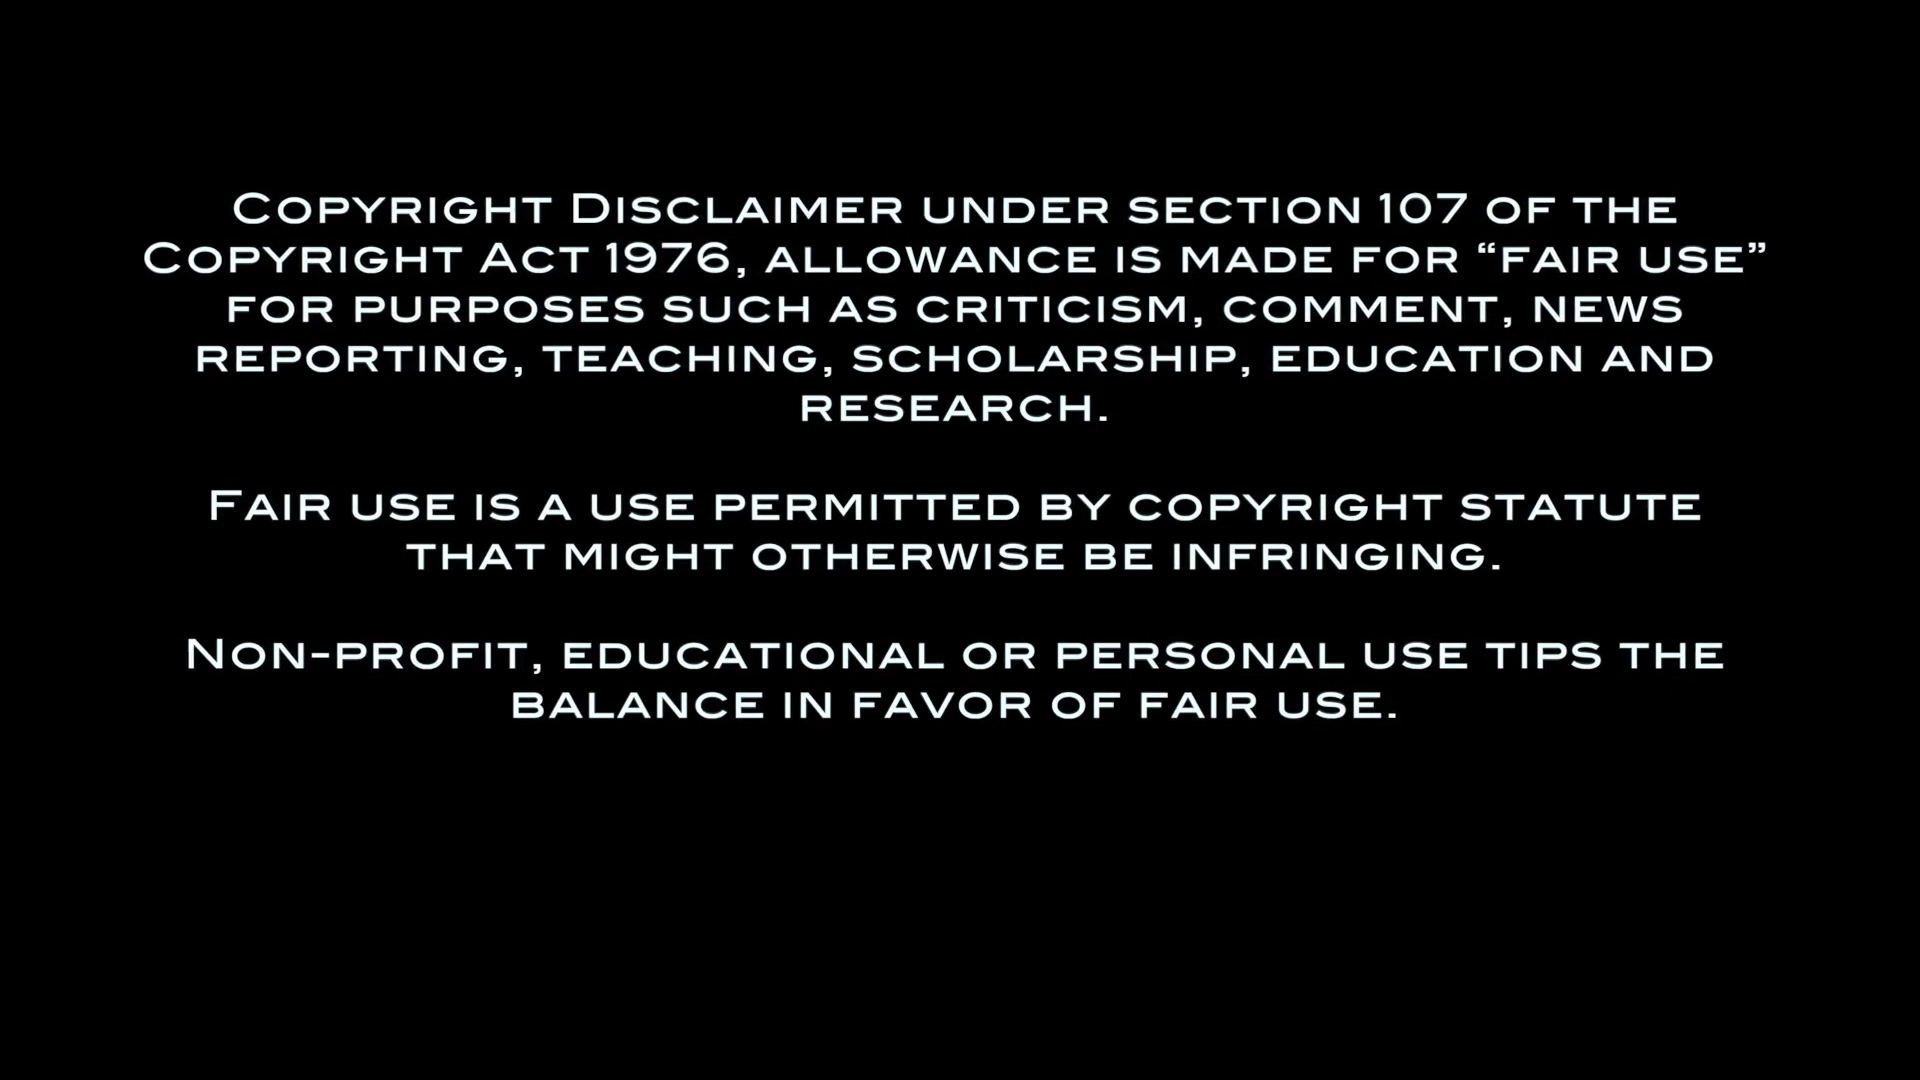 Copyright Disclaimer under section 107 of the
Copyright Act 1976, allowance is made for “fair use”
for purposes such as criticism, comment, news
reporting, teaching, scholarship, education and
research.
Fair use is a use permitted by copyright statute
that might otherwise be infringing.
Non-profit, educational or personal use tips the
balance in favor of fair use.